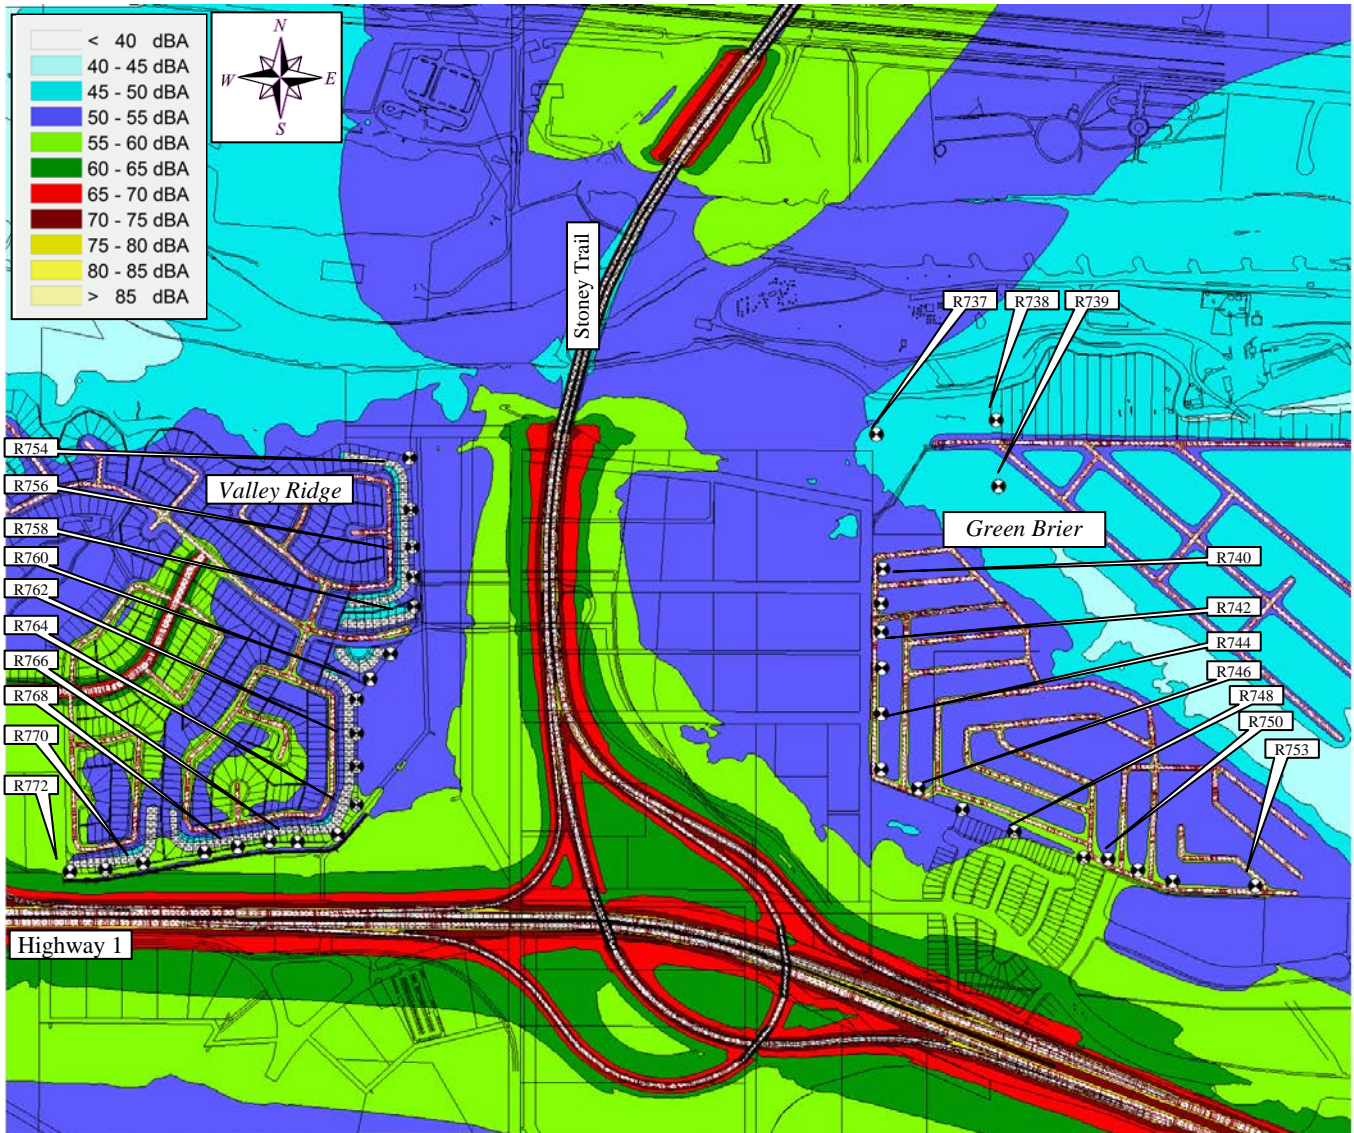 < 40 dBA
40 - 45 dBA
45 - 50 dBA
50 - 55 dBA
55 - 60 dBA
60 - 65 dBA
65 - 70 dBA
70 - 75 dBA
75 - 80 dBA
80 - 85 dBA
> 85 dBA
N
W E
S
Stoney Trail
R737 R738 R739
R754
R756
Valley Ridge
R758
Green Brier
R760
R740
R762
R742
R764
R744
R766
R746
R768
R748
R770
R750
R753
R772
Highway 1